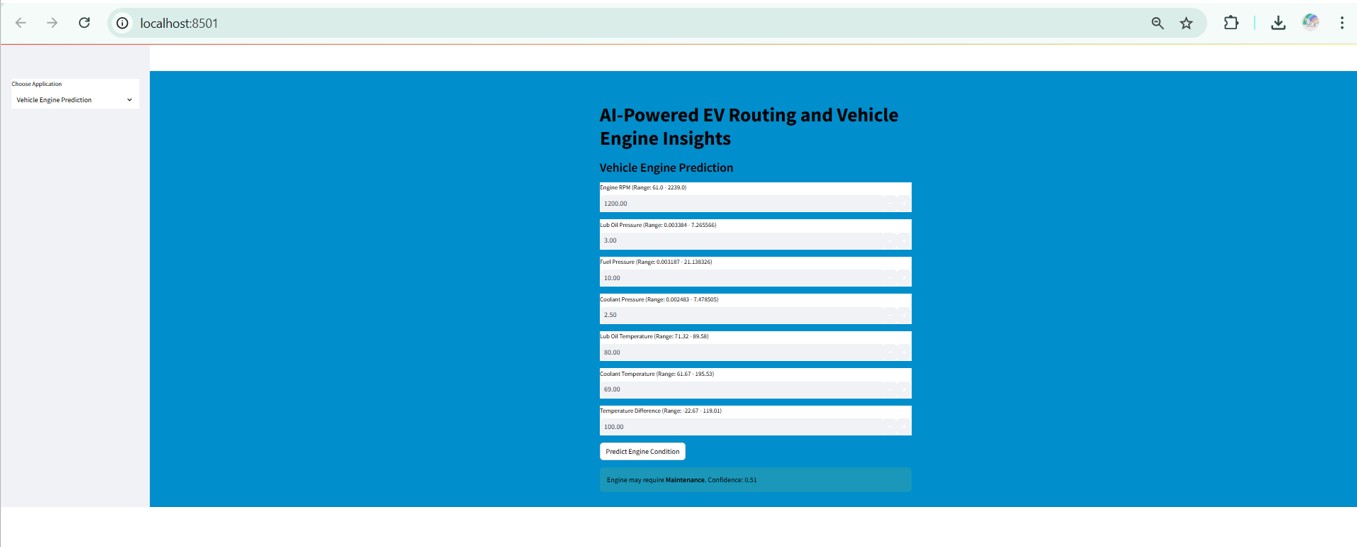 localhost:8501
Choose Application
Vehicle Engine Prediction
AI-Powered EV Routing and Vehicle
Engine Insights
Vehicle Engine Prediction
Engine RPM (Range: 61.0 - 2239.0)
1200.00
Lub Oil Pressure (Range: 0.003384 - 7.265566)
3.00
Fuel Pressure (Range: 0.003187 - 21.138326)
10.00
Coolant Pressure (Range: 0.002483 - 7.478505)
2.50
Lub Oil Temperature (Range: 71.32 - 89.58)
80.00
Coolant Temperature (Range: 61.67 - 195.53)
69.00
Temperature Difference (Range: -22.67 - 119.01)
100.00
Predict Engine Condition
Engine may require Maintenance. Confidence: 0.51